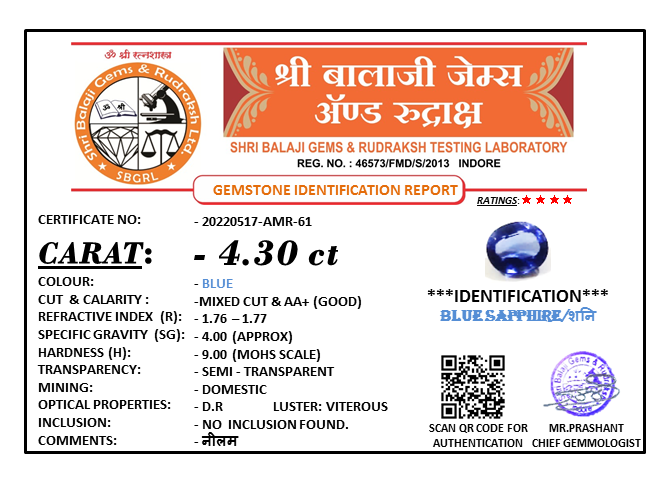 ॐ श्री रत्नशास्त्र
Shri Balaji Gems & Rudraksh Ltd.
SBGRL
श्री बालाजी जेम्स
ॲण्ड रुद्राक्ष
SHRI BALAJI GEMS & RUDRAKSH TESTING LABORATORY
REG. NO. : 46573/FMD/S/2013 INDORE
GEMSTONE IDENTIFICATION REPORT
RATINGS: ★ ★ ★ ★
CERTIFICATE NO: - 20220517-AMR-61
CARAT: - 4.30 ct
COLOUR: - BLUE
CUT & CALARITY : -MIXED CUT & AA+ (GOOD)
REFRACTIVE INDEX (R): - 1.76 – 1.77
SPECIFIC GRAVITY (SG): - 4.00 (APPROX)
HARDNESS (H): - 9.00 (MOHS SCALE)
TRANSPARENCY: - SEMI - TRANSPARENT
MINING: - DOMESTIC
OPTICAL PROPERTIES: - D.R LUSTER: VITEROUS
INCLUSION: - NO INCLUSION FOUND.
COMMENTS: - नीलम
***IDENTIFICATION***
BLUE SAPPHIRE/शनि
SCAN QR CODE FOR
AUTHENTICATION
MR.PRASHANT
CHIEF GEMMOLOGIST